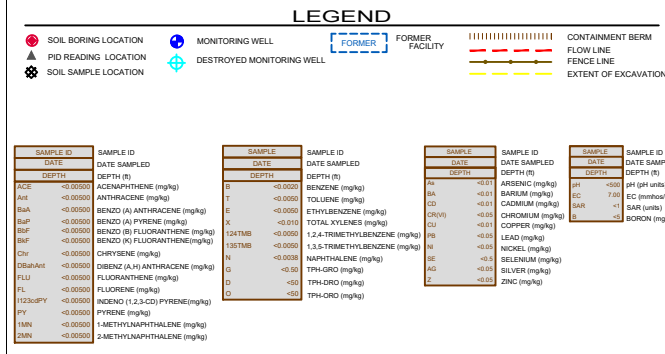 LEGEND
SOIL BORING LOCATION
PID READING LOCATION
SOIL SAMPLE LOCATION
MONITORING WELL
DESTROYED MONITORING WELL
FORMER
FORMER
FACILITY
CONTAINMENT BERM
FLOW LINE
FENCE LINE
EXTENT OF EXCAVATION
SAMPLE ID SAMPLE ID
DATE DATE SAMPLED
DEPTH DEPTH (ft)
ACE <0.00500 ACENAPHTHENE (mg/kg)
Ant <0.00500 ANTHRACENE (mg/kg)
BaA <0.00500 BENZO (A) ANTHRACENE (mg/kg)
BaP <0.00500 BENZO (A) PYRENE (mg/kg)
BbF <0.00500 BENZO (B) FLUORANTHENE (mg/kg)
BkF <0.00500 BENZO (K) FLUORANTHENE(mg/kg)
Chr <0.00500 CHRYSENE (mg/kg)
DBahAnt <0.00500 DIBENZ (A,H) ANTHRACENE (mg/kg)
FLU <0.00500 FLUORANTHENE (mg/kg)
FL <0.00500 FLUORENE (mg/kg)
I123cdPY <0.00500 INDENO (1,2,3-CD) PYRENE(mg/kg)
PY <0.00500 PYRENE (mg/kg)
1MN <0.00500 1-METHYLNAPHTHALENE (mg/kg)
2MN <0.00500 2-METHYLNAPHTHALENE (mg/kg)
SAMPLE SAMPLE ID
DATE DATE SAMPLED
DEPTH DEPTH (ft)
B <0.0020 BENZENE (mg/kg)
T <0.0050 TOLUENE (mg/kg)
E <0.0050 ETHYLBENZENE (mg/kg)
X <0.010 TOTAL XYLENES (mg/kg)
124TMB <0.0050 1,2,4-TRIMETHYLBENZENE (mg/kg)
135TMB <0.0050 1,3,5-TRIMETHYLBENZENE (mg/kg)
N <0.0038 NAPHTHALENE (mg/kg)
G <0.50 TPH-GRO (mg/kg)
D <50 TPH-DRO (mg/kg)
O <50 TPH-ORO (mg/kg)
SAMPLE SAMPLE ID
DATE DATE SAMPLED
DEPTH DEPTH (ft)
As <0.01 ARSENIC (mg/kg)
BA <0.01 BARIUM (mg/kg)
CD <0.01 CADMIUM (mg/kg)
CR(VI) <0.05 CHROMIUM (mg/kg)
CU <0.01 COPPER (mg/kg)
PB <0.05 LEAD (mg/kg)
NI <0.05 NICKEL (mg/kg)
SE <0.5 SELENIUM (mg/kg)
AG <0.05 SILVER (mg/kg)
Z <0.05 ZINC (mg/kg)
SAMPLE SAMPLE ID
DATE DATE SAMP
DEPTH DEPTH (ft)
pH <500 pH (pH units
EC 7.00 EC (mmhos/
SAR <1 SAR (units)
B <5 BORON (mg